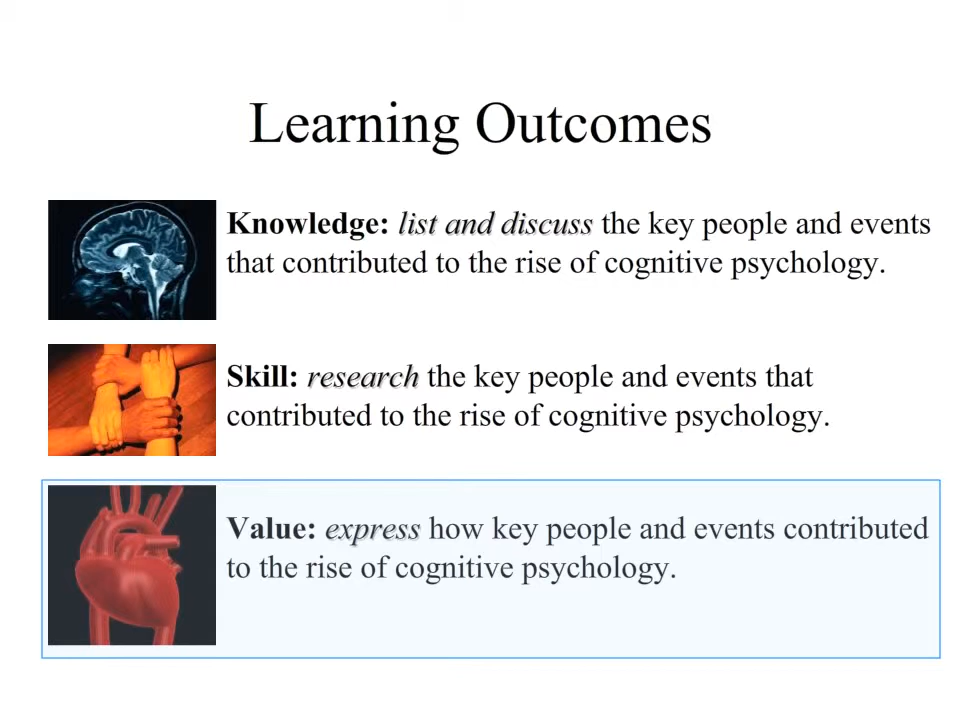 Learning Outcomes
Knowledge: list and discuss the key people and events
that contributed to the rise of cognitive psychology.
Skill: research the key people and events that
contributed to the rise of cognitive psychology.
Value: express how key people and events contributed
to the rise of cognitive psychology.